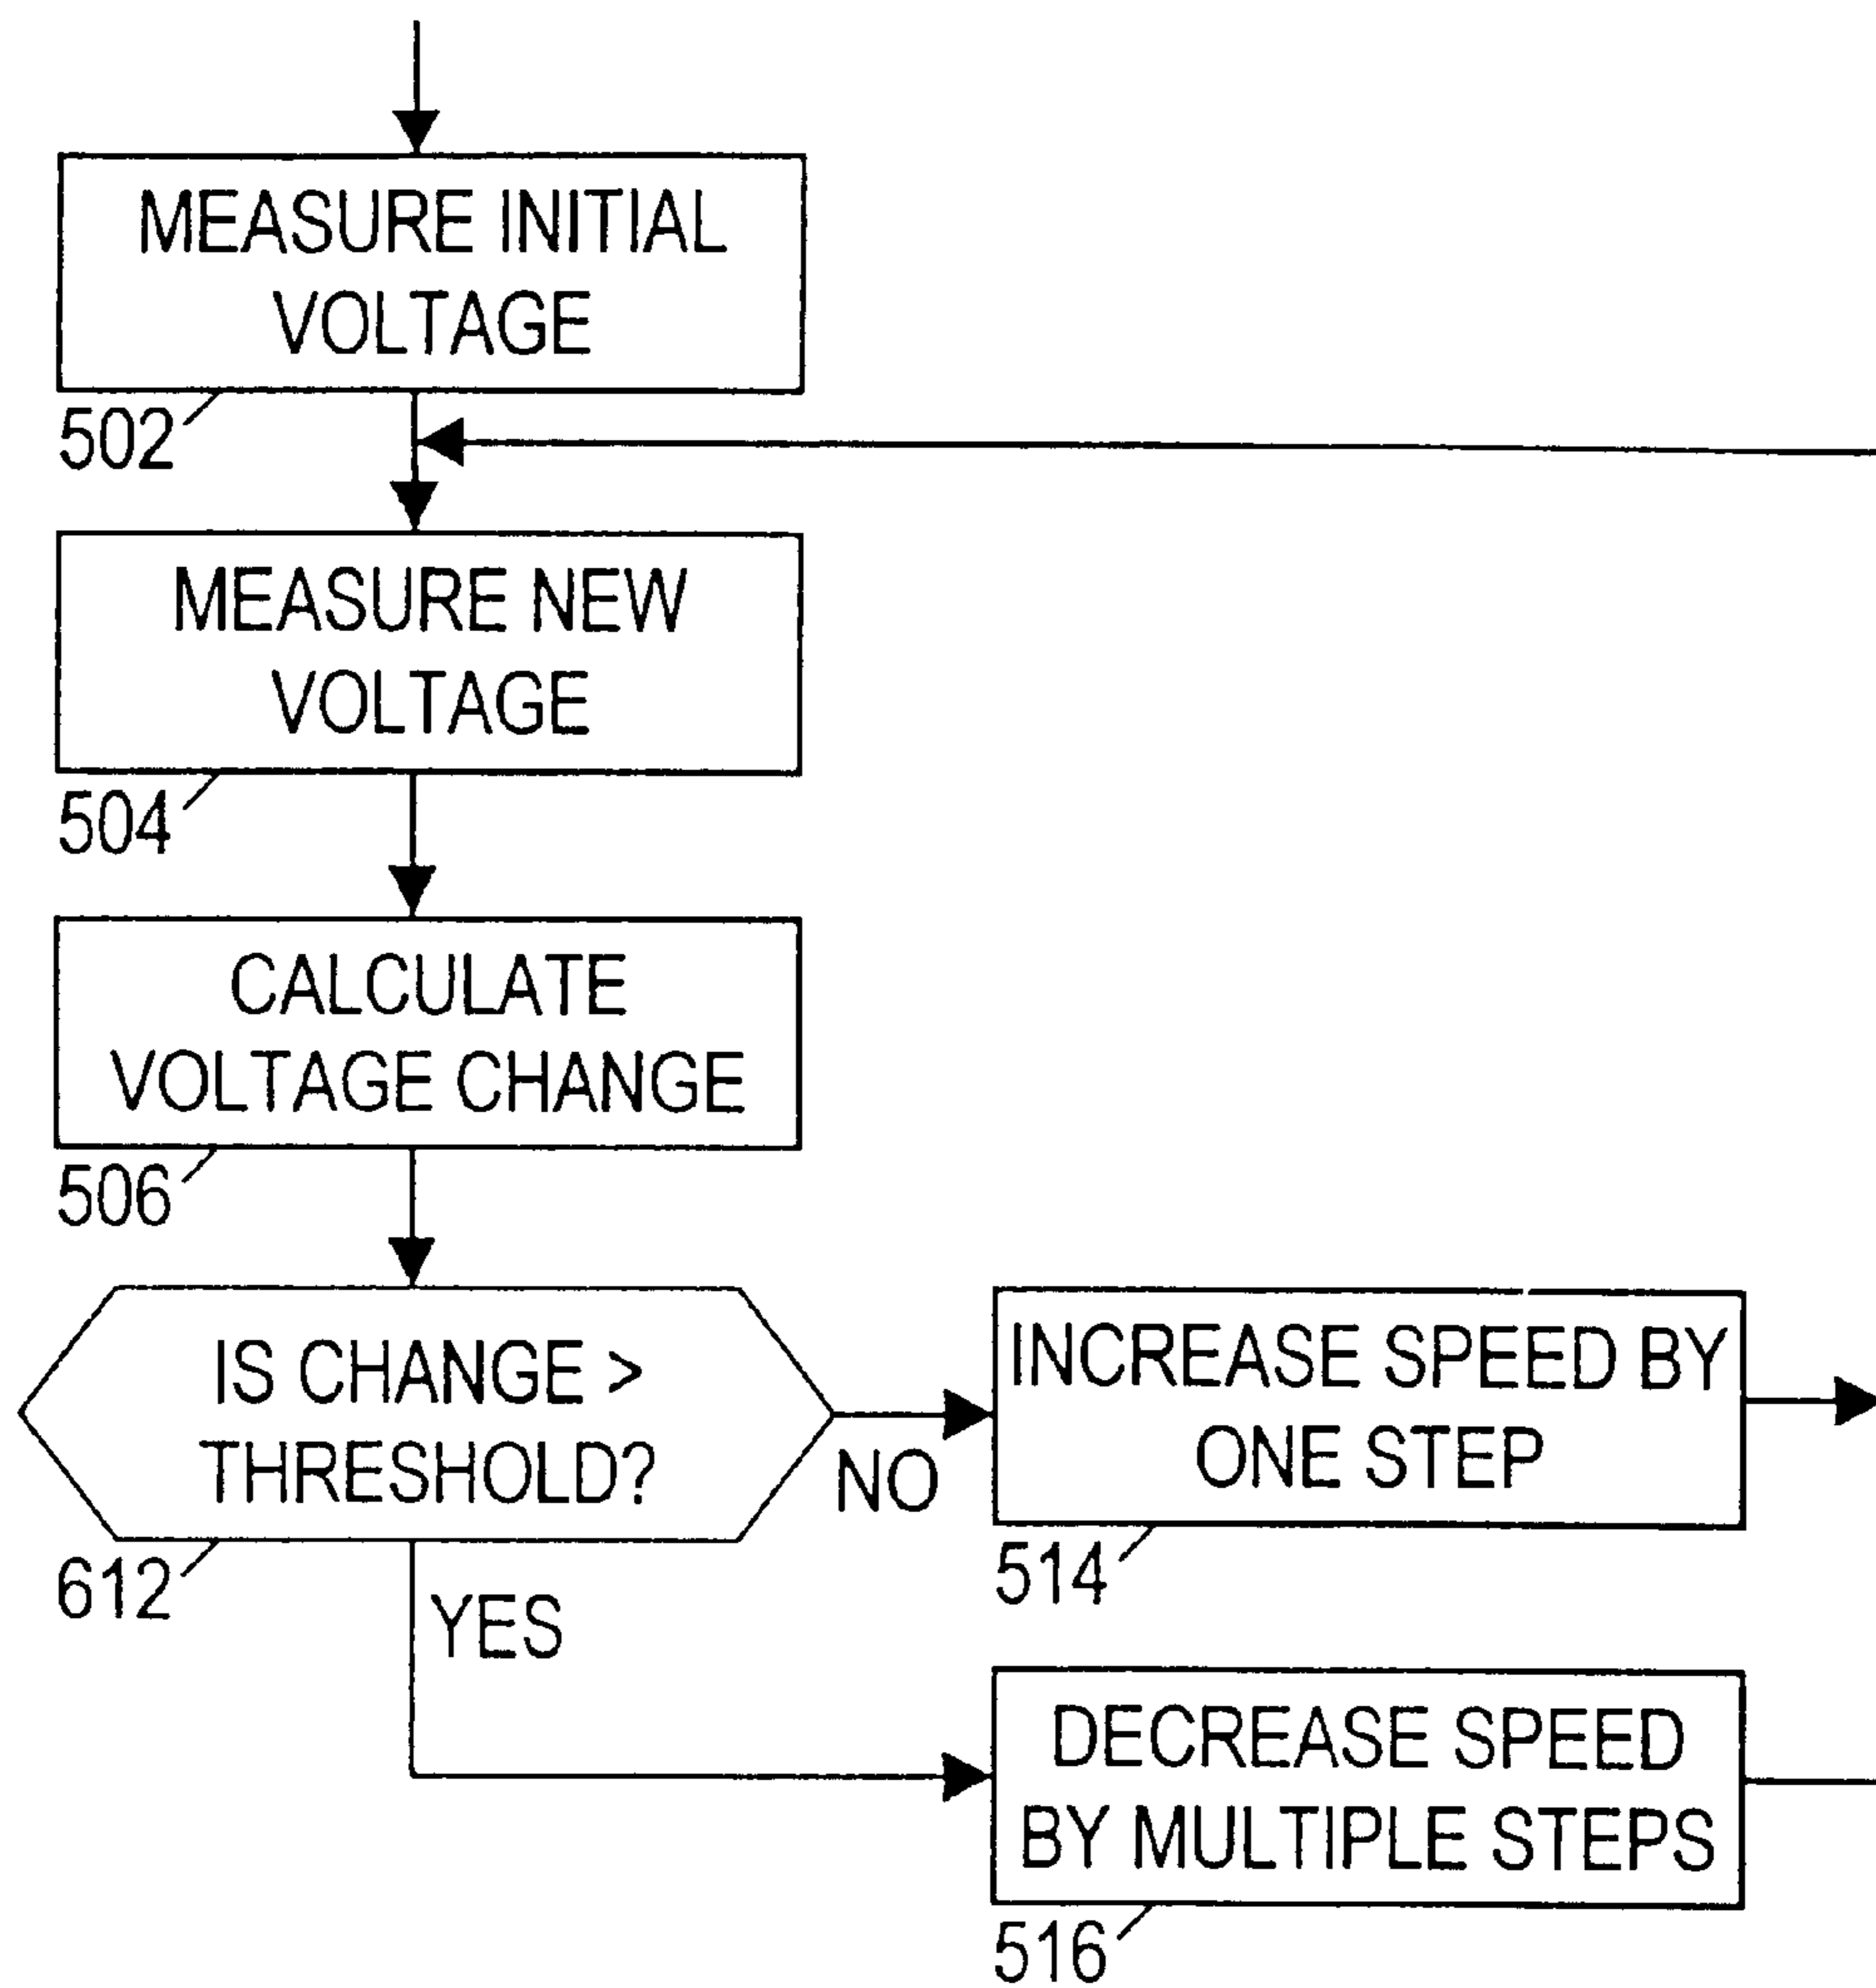 MEASURE INITIAL
VOLTAGE
502
MEASURE NEW
VOLTAGE
504
CALCULATE
VOLTAGE CHANGE
506
IS CHANGE >
THRESHOLD?
612
NO
YES
INCREASE SPEED BY
ONE STEP
514
DECREASE SPEED
BY MULTIPLE STEPS
516